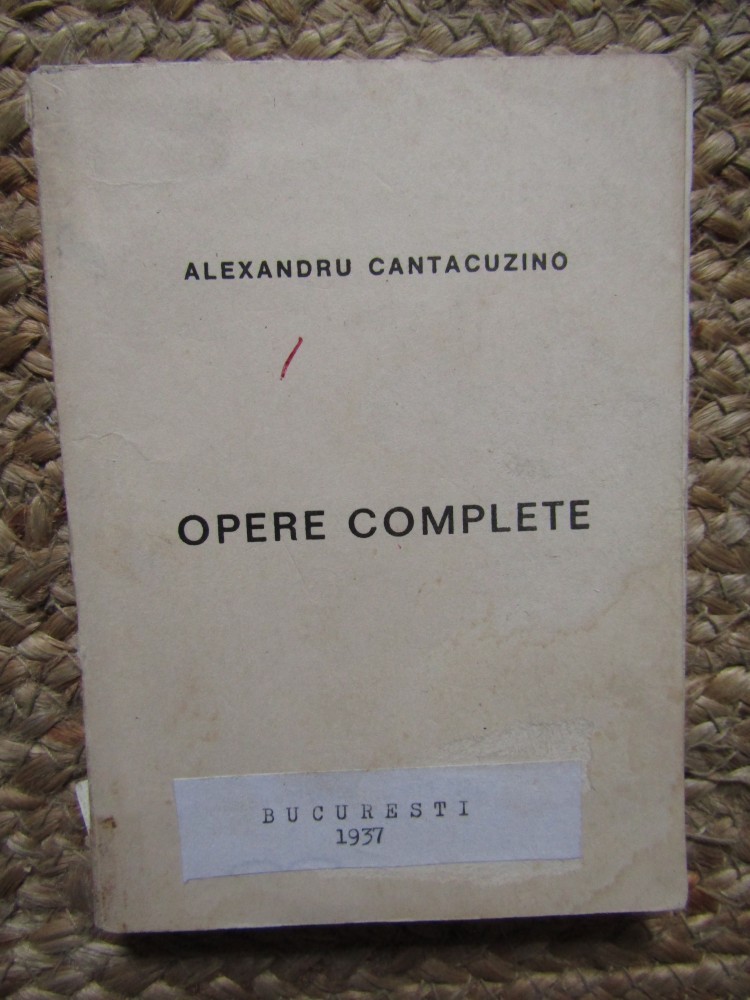 ALEXANDRU CANTACUZINO
OPERE COMPLETE
BUCURESTI
1937